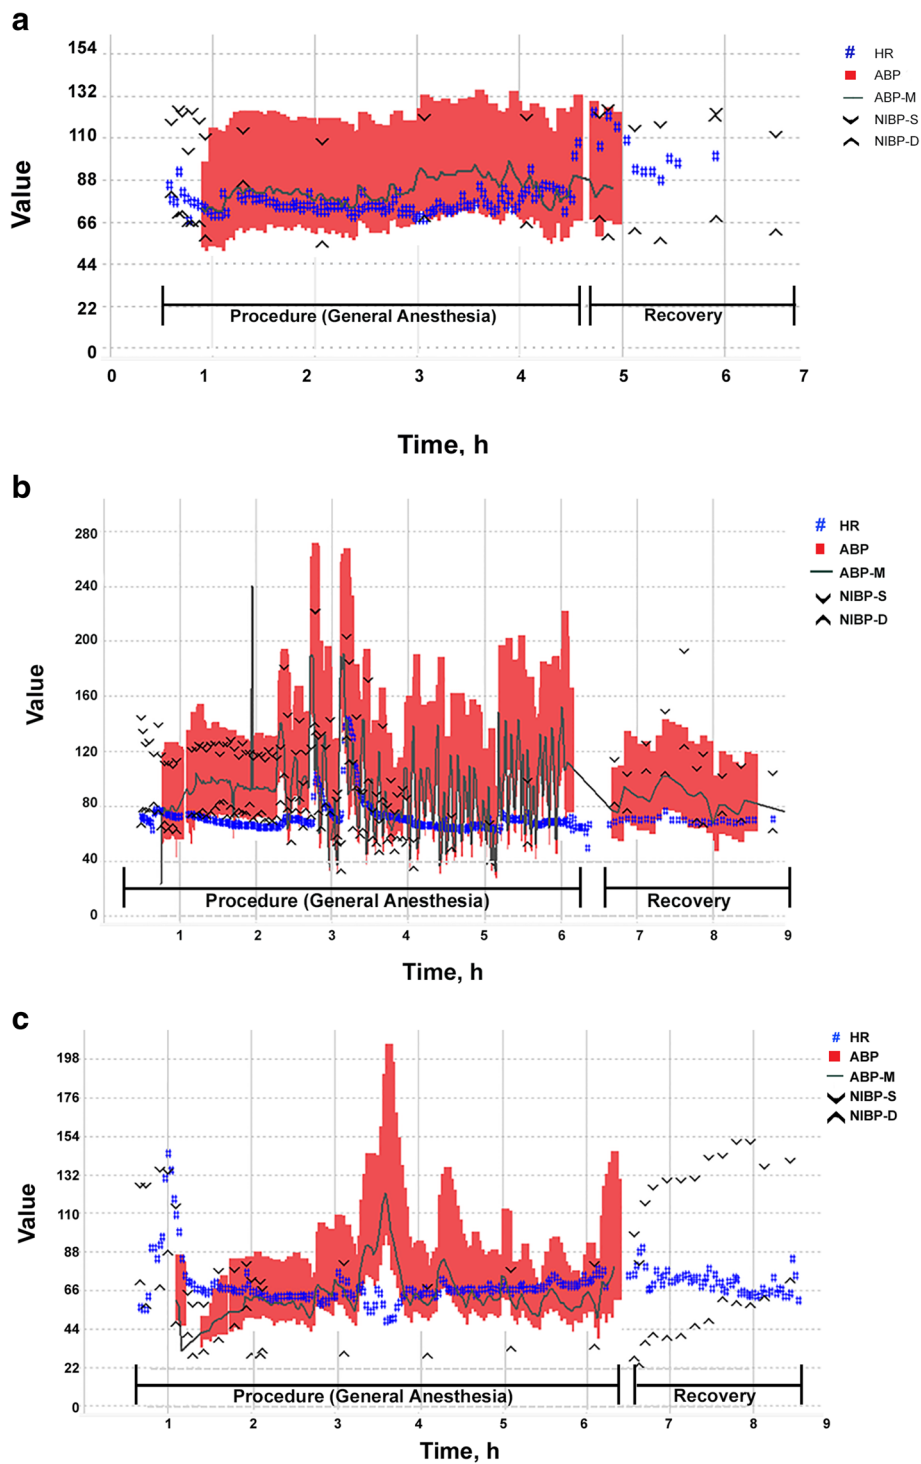 a
154
132
110
88
66
44
22
0
Value
# HR
ABP
ABP-M
NIBP-S
NIBP-D
Procedure (General Anesthesia)
Recovery
0 1 2 3 4 5 6 7
Time, h
b
280
240
200
160
120
80
40
0
Value
# HR
ABP
ABP-M
NIBP-S
NIBP-D
Procedure (General Anesthesia)
Recovery
1 2 3 4 5 6 7 8 9
Time, h
c
198
176
154
132
110
88
66
44
22
0
Value
# HR
ABP
ABP-M
NIBP-S
NIBP-D
Procedure (General Anesthesia)
Recovery
1 2 3 4 5 6 7 8 9
Time, h